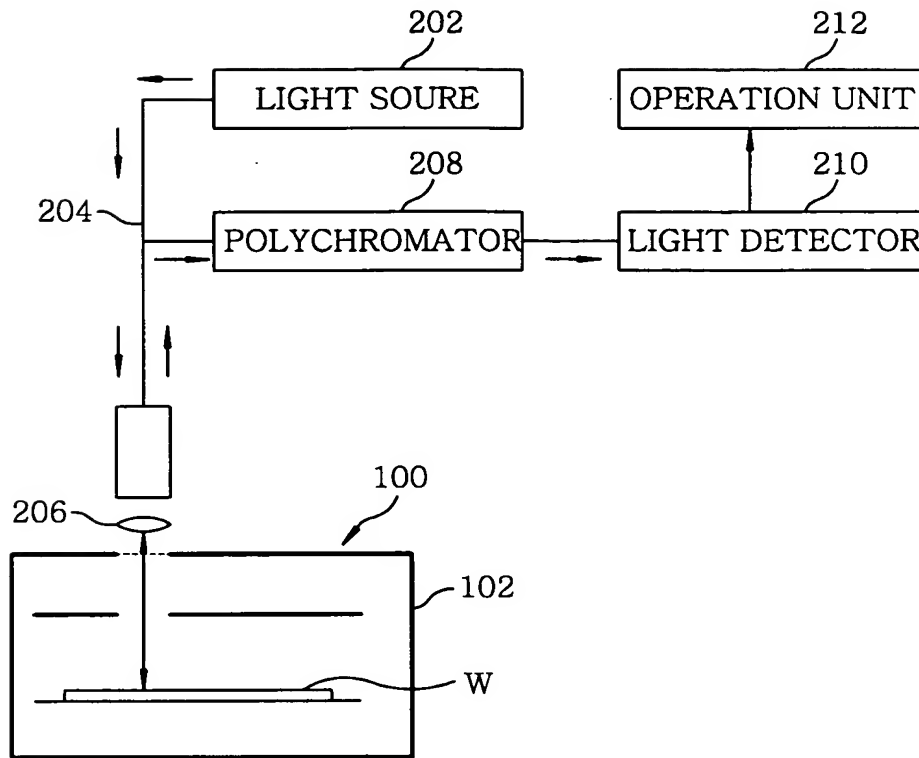 202
212
LIGHT SOURE
OPERATION UNIT
208
210
204
POLYCHROMATOR
LIGHT DETECTOR
100
206
102
W